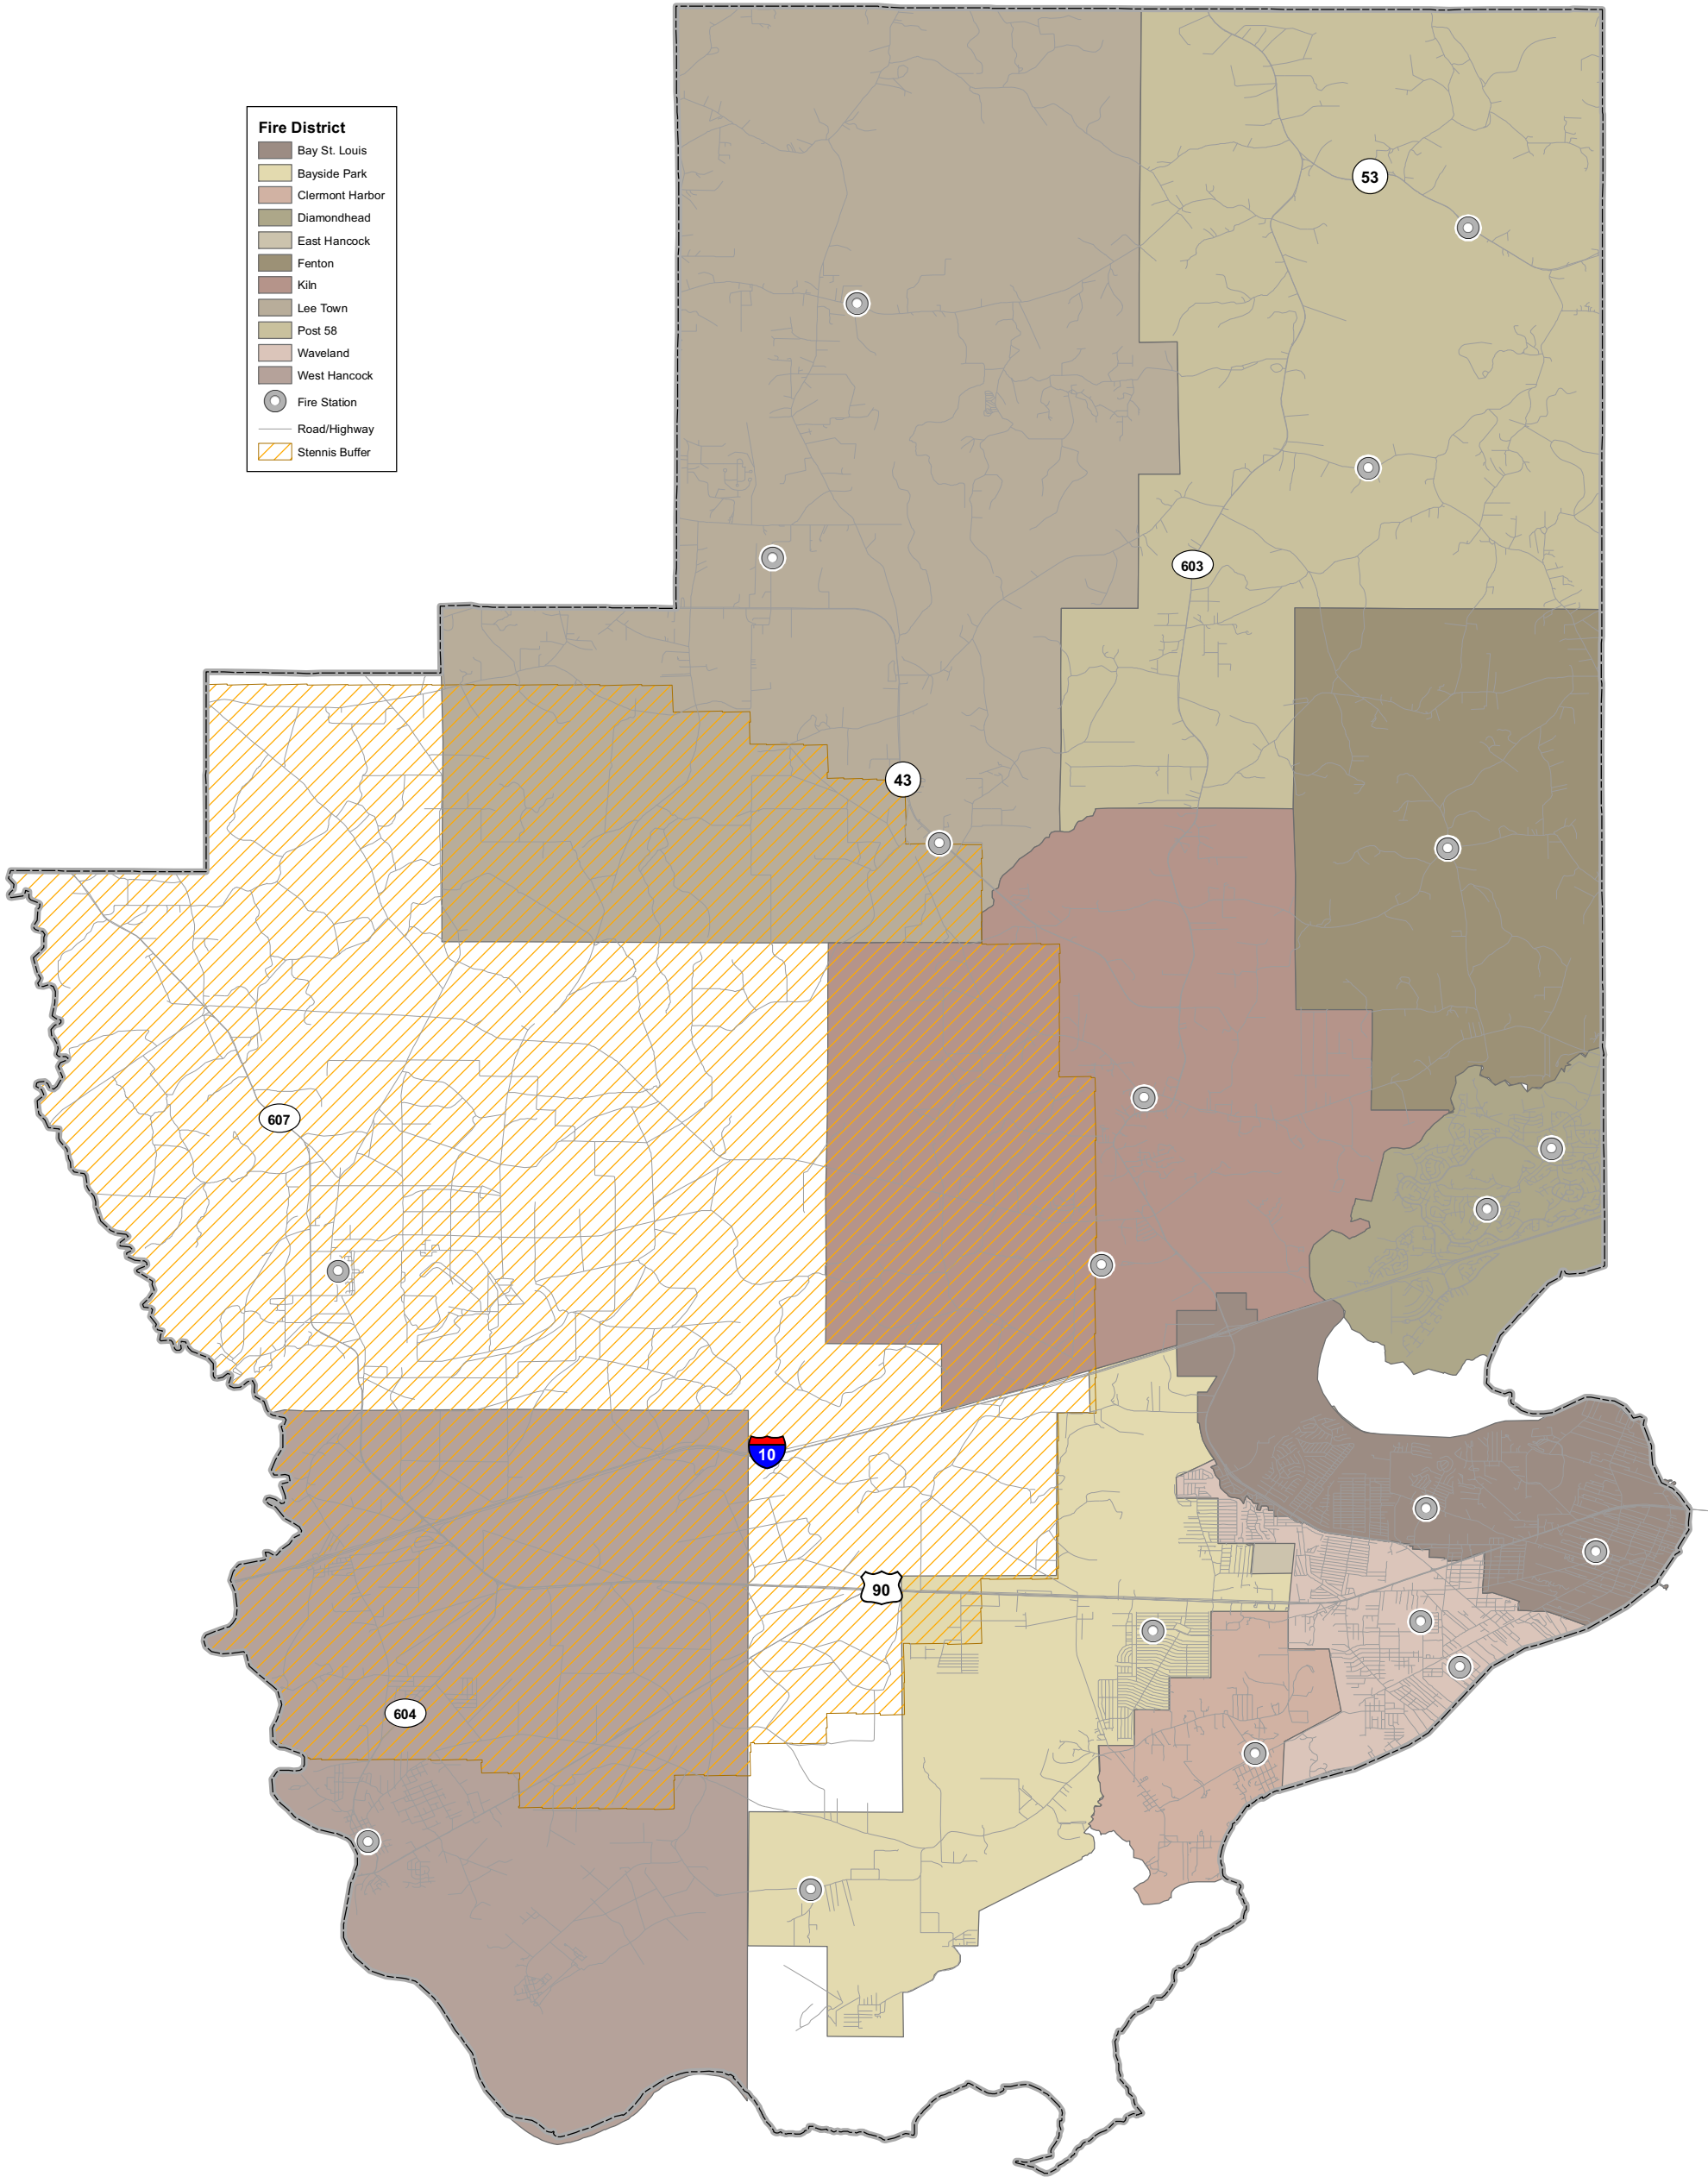 Fire District
Bay St. Louis
Bayside Park
Clermont Harbor
Diamondhead
East Hancock
Fenton
Kiln
Lee Town
Post 58
Waveland
West Hancock
Fire Station
Road/Highway
Stennis Buffer
53
603
43
607
10
90
604